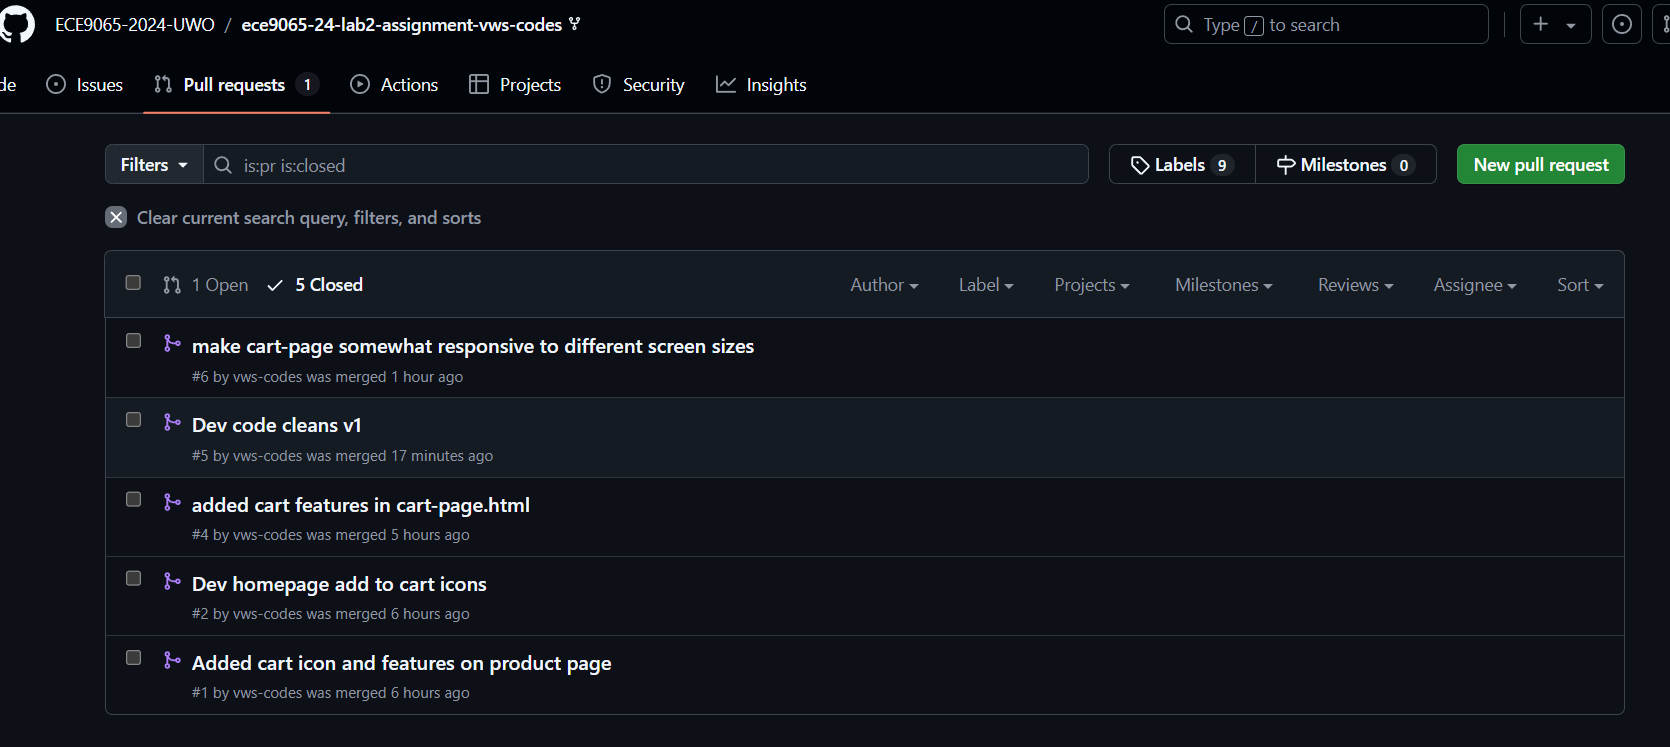 ECE9065-2024-UWO / ece9065-24-lab2-assignment-vws-codes
Type / to search
de Issues Pull requests 1 Actions Projects Security Insights
Filters is:pr is:closed Labels 9 Milestones 0 New pull request
Clear current search query, filters, and sorts
1 Open 5 Closed Author Label Projects Milestones Reviews Assignee Sort
make cart-page somewhat responsive to different screen sizes
#6 by vws-codes was merged 1 hour ago
Dev code cleans v1
#5 by vws-codes was merged 17 minutes ago
added cart features in cart-page.html
#4 by vws-codes was merged 5 hours ago
Dev homepage add to cart icons
#2 by vws-codes was merged 6 hours ago
Added cart icon and features on product page
#1 by vws-codes was merged 6 hours ago